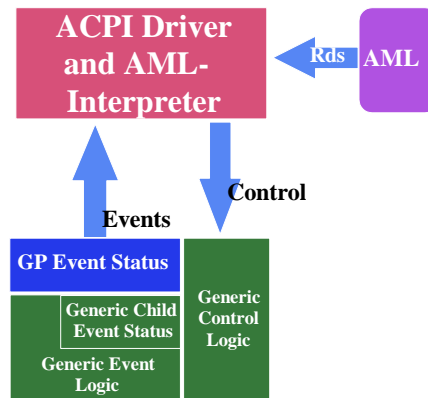 ACPI Driver
and AML-
Interpreter
Rds
AML
Control
Events
GP Event Status
Generic Child
Event Status
Generic Event
Logic
Generic
Control
Logic